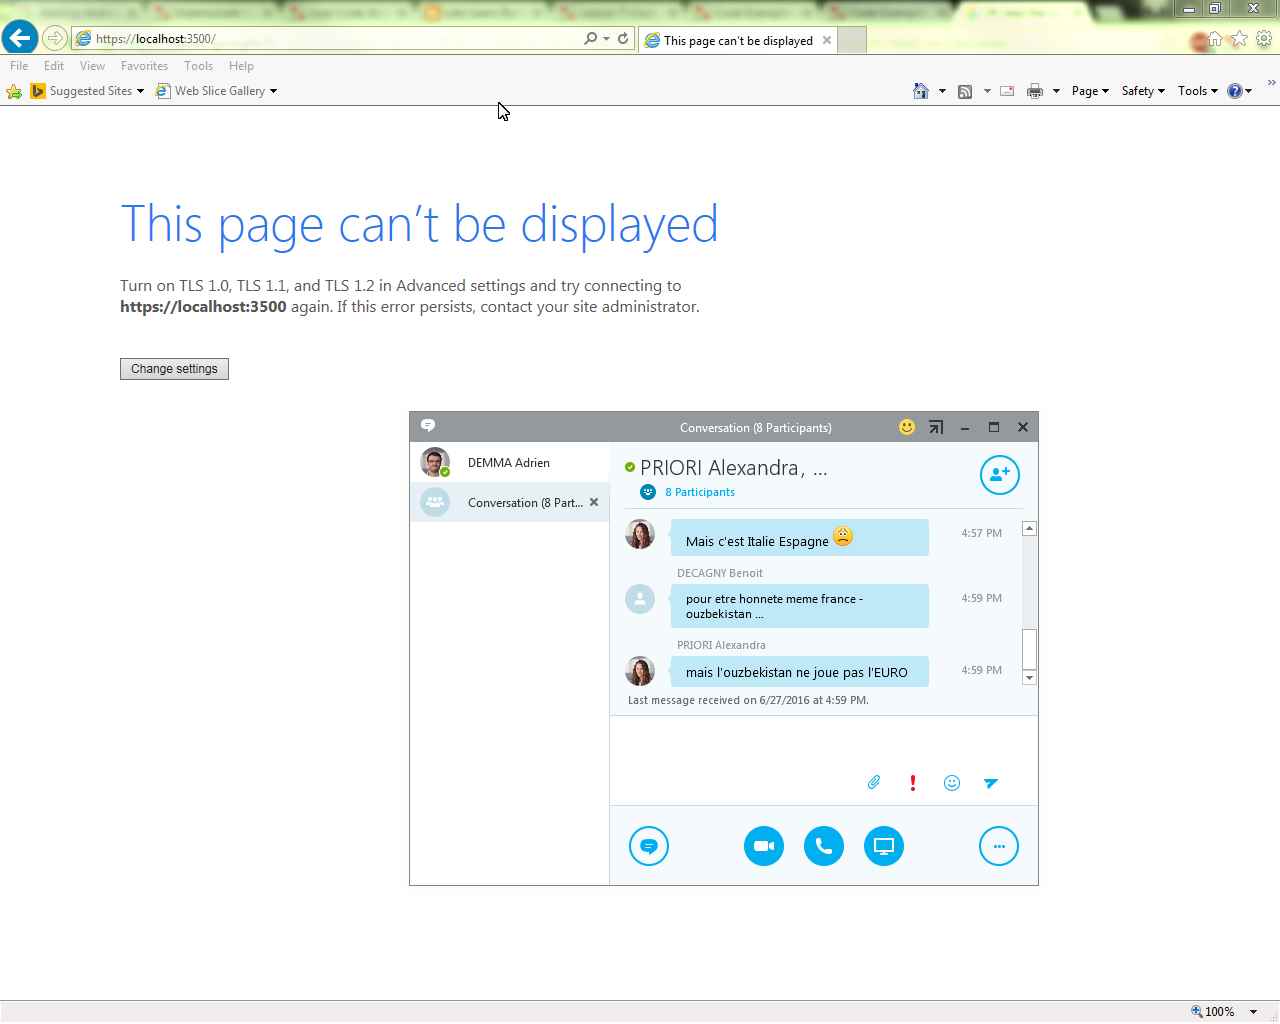 https://localhost:3500/
This page can't be displayed
File Edit View Favorites Tools Help
Suggested Sites Web Slice Gallery
Page Safety Tools
This page can't be displayed
Turn on TLS 1.0, TLS 1.1, and TLS 1.2 in Advanced settings and try connecting to
https://localhost:3500 again. If this error persists, contact your site administrator.
Change settings
Conversation (8 Participants)
DEMMA Adrien
Conversation (8 Part...
PRIORI Alexandra, ...
8 Participants
Mais c'est Italie Espagne
4:57 PM
DECAGNY Benoit
pour etre honnete meme france -
ouzbekistan ...
4:59 PM
PRIORI Alexandra
mais l'ouzbekistan ne joue pas l'EURO
4:59 PM
Last message received on 6/27/2016 at 4:59 PM.
100%